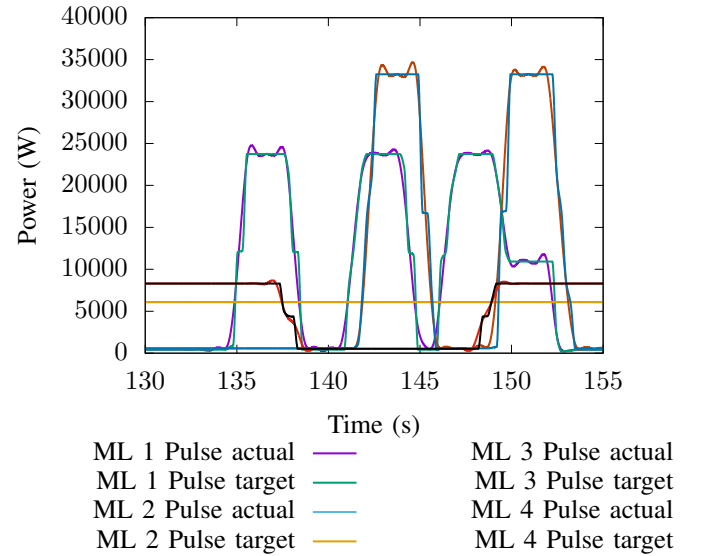 40000
35000
30000
25000
20000
15000
10000
5000
0
Power (W)
130 135 140 145 150 155
Time (s)
ML 1 Pulse actual
ML 1 Pulse target
ML 2 Pulse actual
ML 2 Pulse target
ML 3 Pulse actual
ML 3 Pulse target
ML 4 Pulse actual
ML 4 Pulse target